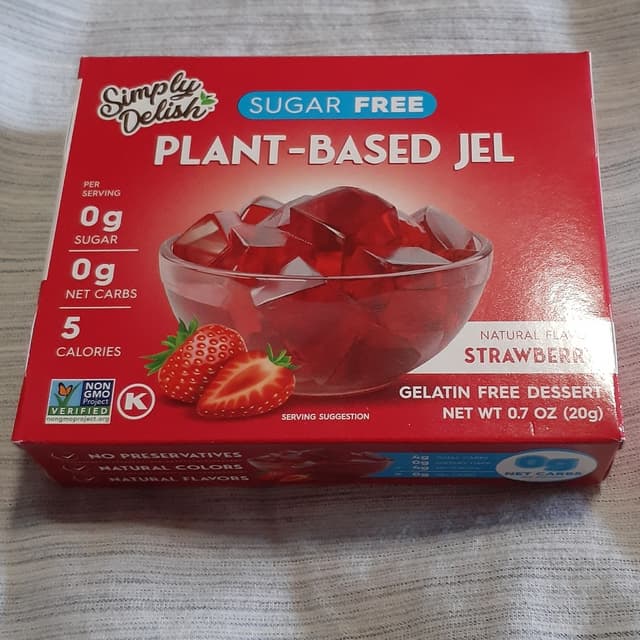 Simply
Delish
SUGAR FREE
PLANT-BASED JEL
PER
SERVING
0g
SUGAR
0g
NET CARBS
5
CALORIES
NATURAL
STRAWBERRY
GELATIN FREE DESSERT
NET WT 0.7 OZ (20g)
SERVING SUGGESTION
NON
GMO
Project
VERIFIED
nongmoproject.org
K
NO PRESERVATIVES
NATURAL COLORS
NATURAL FLAVORS
0g
NET CARBS